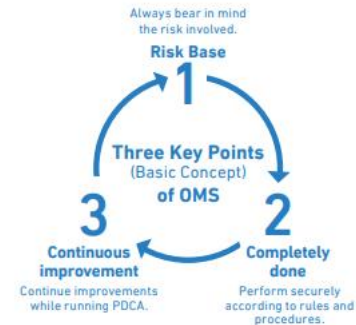 Always bear in mind
the risk involved.
Risk Base
1
Three Key Points
(Basic Concept)
of OMS
2
Completely
done
Perform securely
according to rules and
procedures.
3
Continuous
improvement
Continue improvements
while running PDCA.